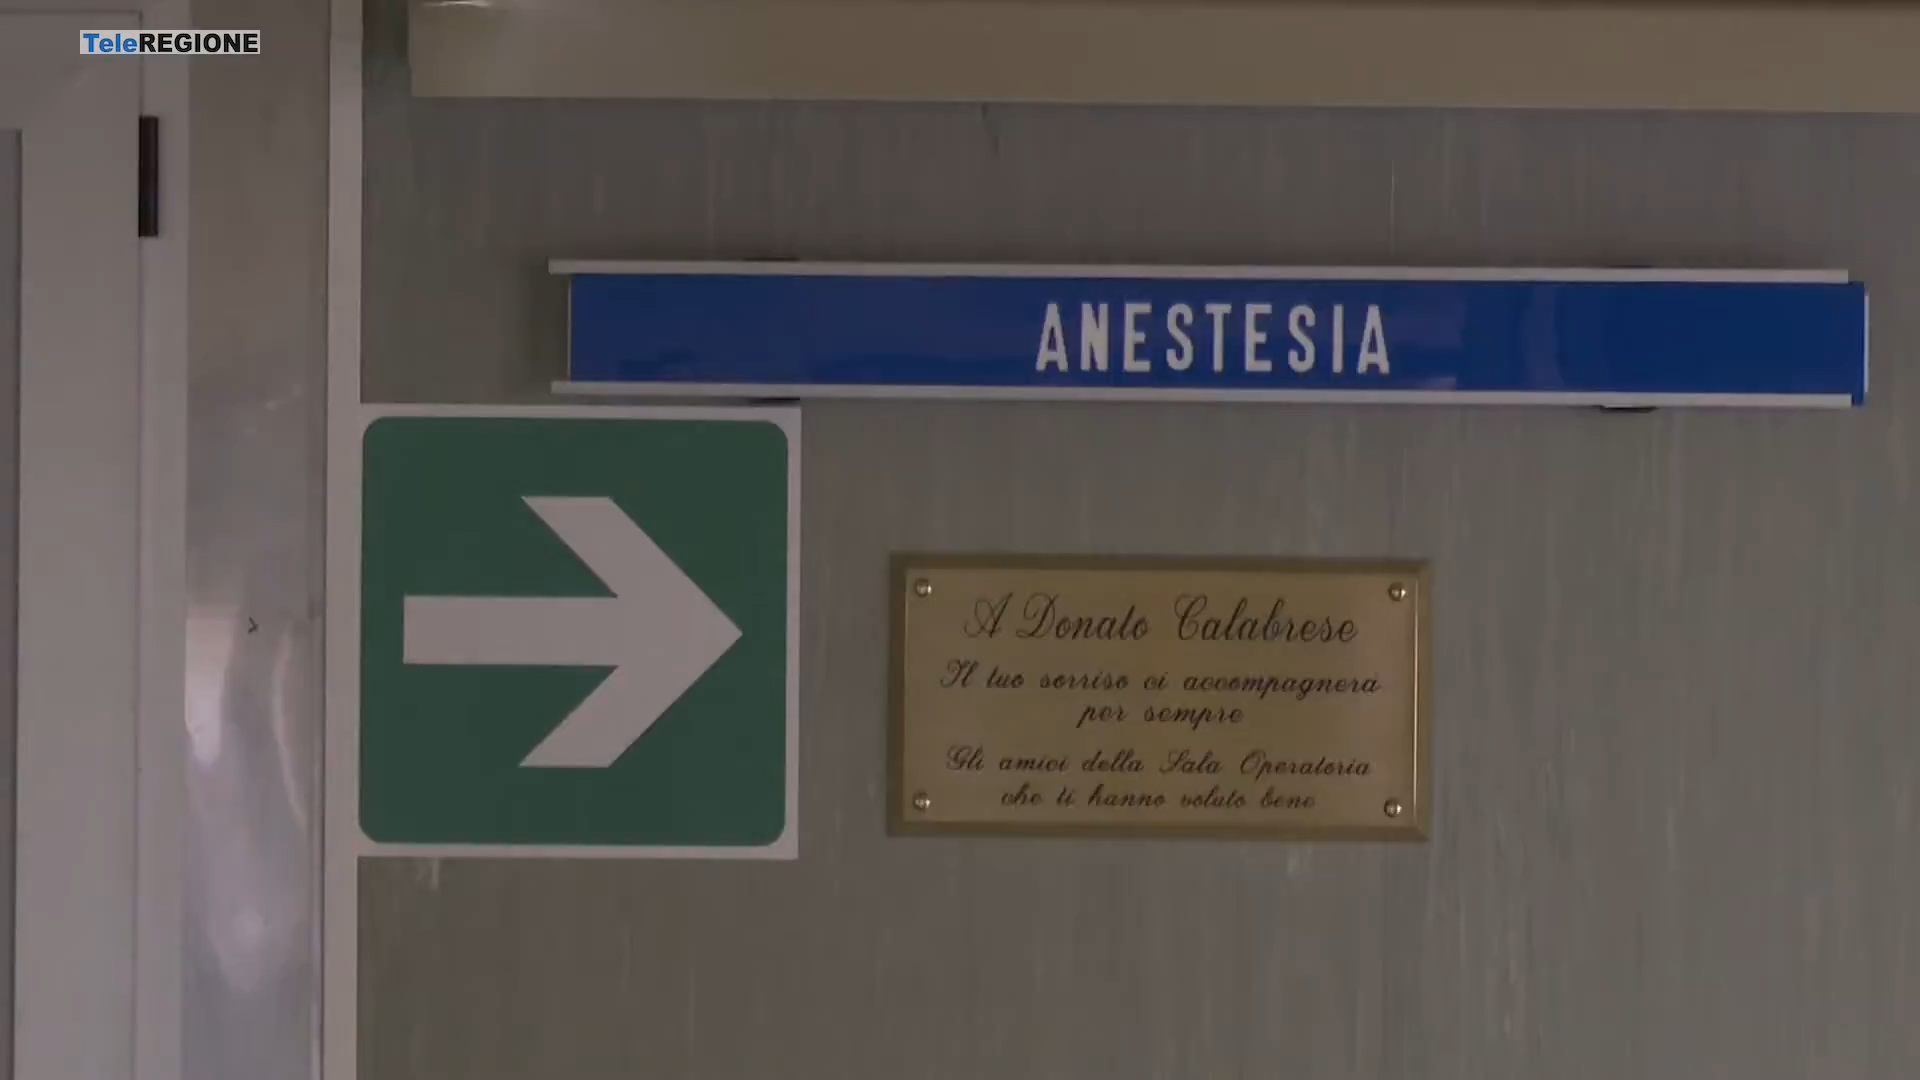 TeleREGIONE
ANESTESIA
A Donato Calabrese
Il tuo sorriso ci accompagnerà
per sempre
Gli amici della Sala Operatoria
che ti hanno voluto bene